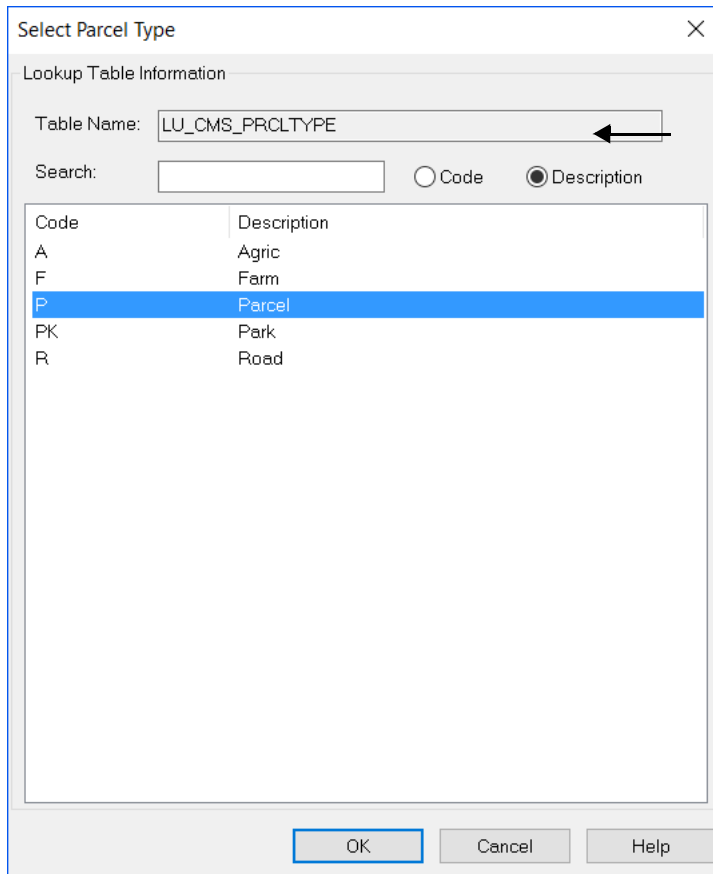 Select Parcel Type
Lookup Table Information
Table Name: LU_CMS_PRCLTYPE
Search: Code Description
Code Description
A Agric
F Farm
P Parcel
PK Park
R Road
OK Cancel Help